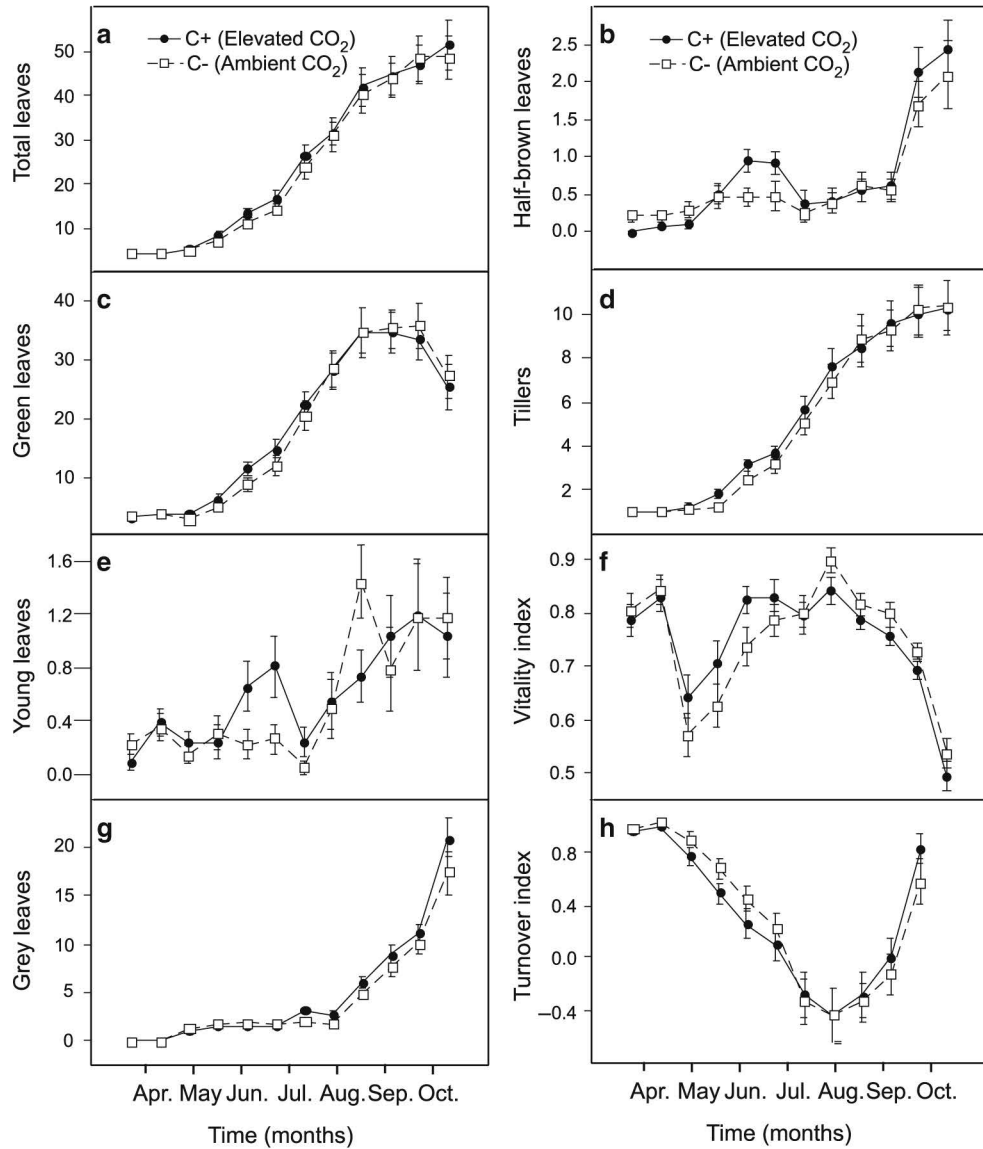 a
C+ (Elevated CO2)
C- (Ambient CO2)
50
40
30
20
10
Total leaves
b
C+ (Elevated CO2)
C- (Ambient CO2)
2.5
2.0
1.5
1.0
0.5
0.0
Half-brown leaves
c
40
30
20
10
Green leaves
d
10
8
6
4
2
Tillers
e
1.6
1.2
0.8
0.4
0.0
Young leaves
f
0.9
0.8
0.7
0.6
0.5
Vitality index
g
20
15
10
5
0
Grey leaves
h
0.8
0.4
0.0
–0.4
Turnover index
Apr. May Jun. Jul. Aug. Sep. Oct.
Time (months)
Apr. May Jun. Jul. Aug. Sep. Oct.
Time (months)